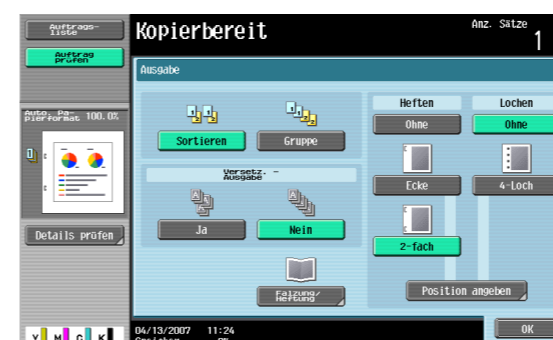 Auftrags-
liste
Auftrag
prüfen
Kopierbereit
Anz. Sätze
1
Ausgabe
Auto. Pa-
pierformat 100.0%
Sortieren
Gruppe
Versetz. -
Ausgabe
Ja
Nein
Falzung/
Heftung
Heften
Ohne
Ecke
2-fach
Lochen
Ohne
4-Loch
Position angeben
Details prüfen
OK
Y M C K
04/13/2007 11:24